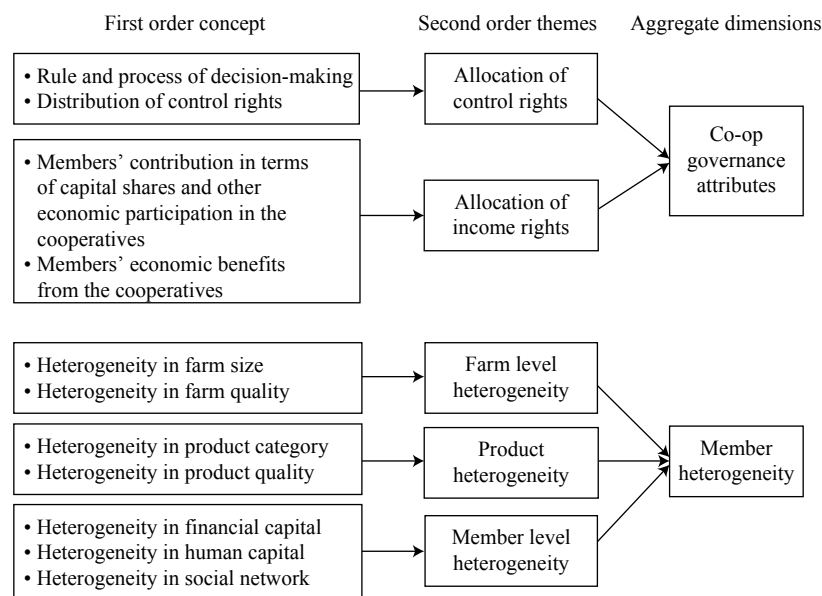 First order concept
Second order themes
Aggregate dimensions
• Rule and process of decision-making
• Distribution of control rights
Allocation of
control rights
• Members’ contribution in terms
of capital shares and other
economic participation in the
cooperatives
• Members’ economic benefits
from the cooperatives
Allocation of
income rights
Co-op
governance
attributes
• Heterogeneity in farm size
• Heterogeneity in farm quality
Farm level
heterogeneity
• Heterogeneity in product category
• Heterogeneity in product quality
Product
heterogeneity
• Heterogeneity in financial capital
• Heterogeneity in human capital
• Heterogeneity in social network
Member level
heterogeneity
Member
heterogeneity